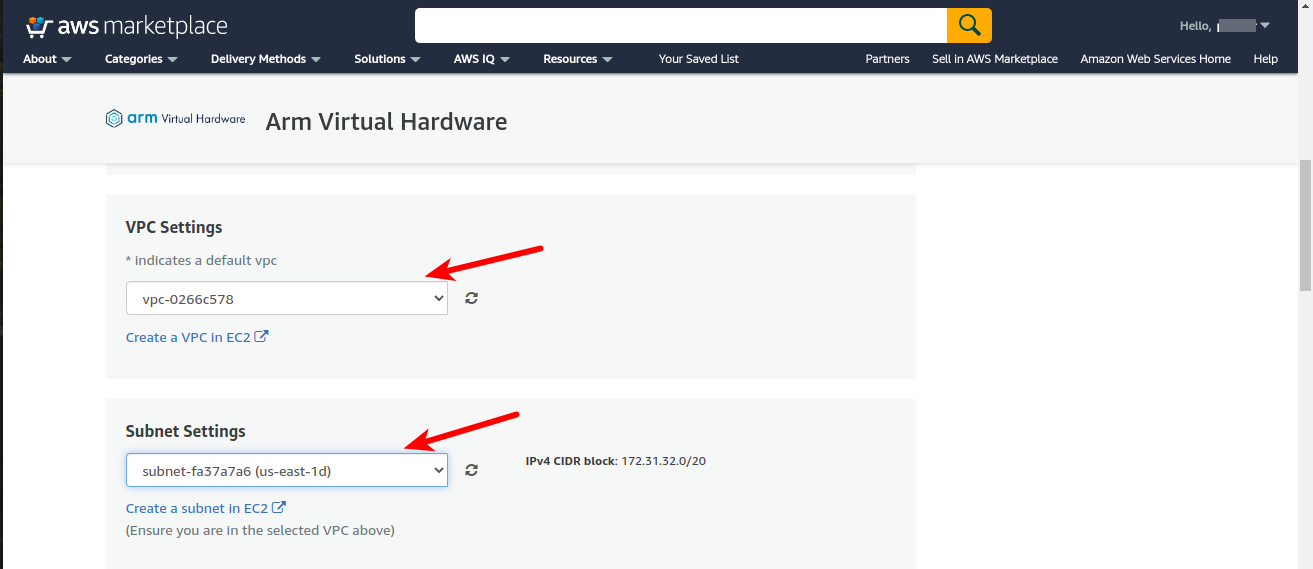 aws marketplace
Hello,
About Categories Delivery Methods Solutions AWS IQ Resources Your Saved List Partners Sell in AWS Marketplace Amazon Web Services Home Help
arm Virtual Hardware Arm Virtual Hardware
VPC Settings
* indicates a default vpc
vpc-0266c578
Create a VPC in EC2
Subnet Settings
subnet-fa37a7a6 (us-east-1d) IPv4 CIDR block: 172.31.32.0/20
Create a subnet in EC2
(Ensure you are in the selected VPC above)